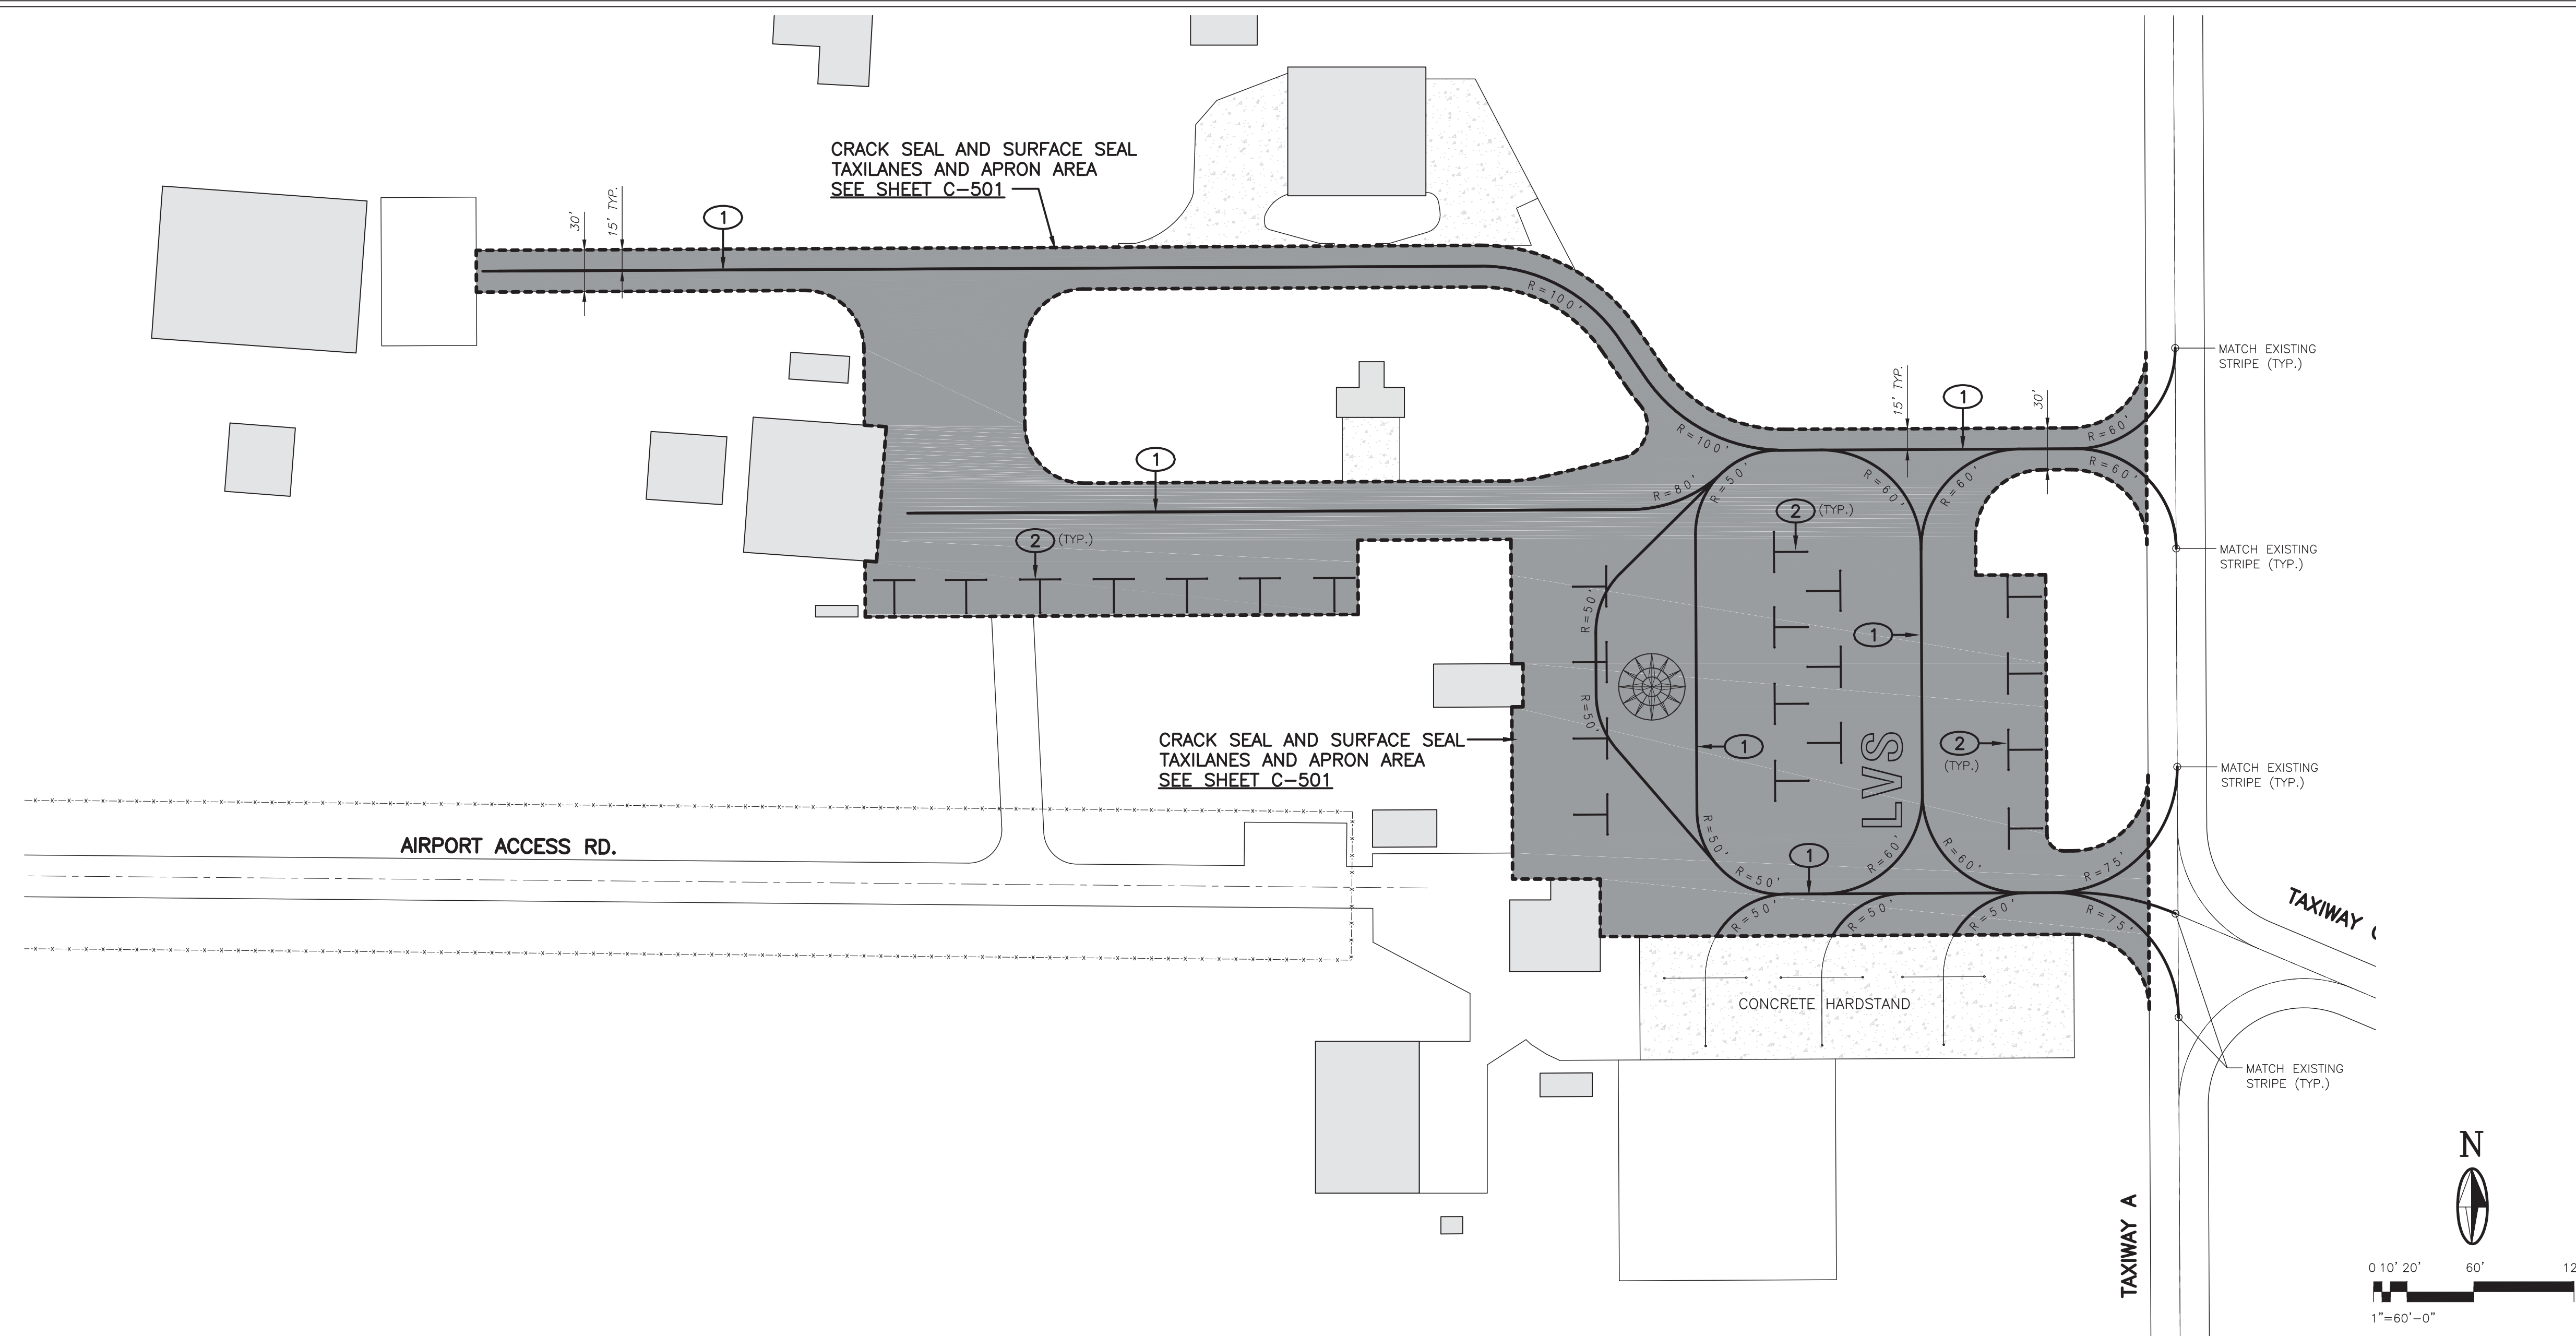 CRACK SEAL AND SURFACE SEAL
TAXILANES AND APRON AREA
SEE SHEET C-501
30'
15' TYP.
1
R=100'
MATCH EXISTING
STRIPE (TYP.)
15' TYP.
1
30'
R=60'
R=100'
R=60'
1
R=80'
R=50'
R=60'
R=60'
2 (TYP.)
2 (TYP.)
MATCH EXISTING
STRIPE (TYP.)
R=50'
1
R=50'
CRACK SEAL AND SURFACE SEAL
TAXILANES AND APRON AREA
SEE SHEET C-501
1
LVS
2
(TYP.)
MATCH EXISTING
STRIPE (TYP.)
AIRPORT ACCESS RD.
R=50'
1
R=60'
R=60'
R=75'
R=50'
R=50'
R=50'
R=50'
R=75'
TAXIWAY
CONCRETE HARDSTAND
MATCH EXISTING
STRIPE (TYP.)
N
TAXIWAY A
0 10' 20' 60' 12
1"=60'-0"